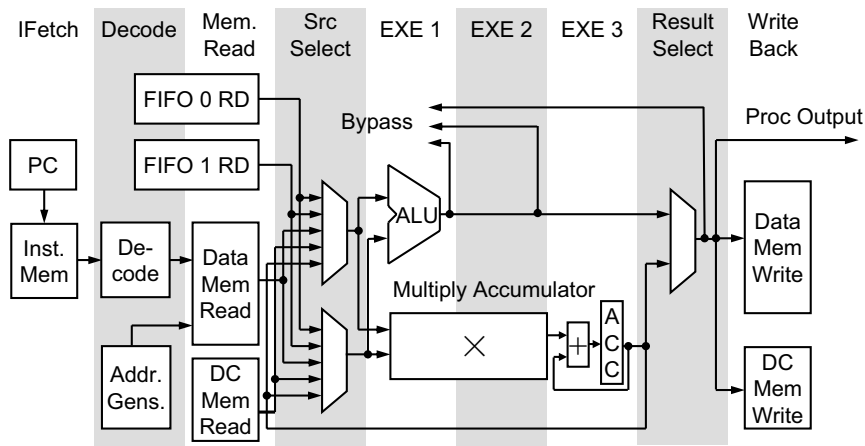 IFetch
Decode
Mem.
Read
Src
Select
EXE 1
EXE 2
EXE 3
Result
Select
Write
Back
FIFO 0 RD
Bypass
Proc Output
FIFO 1 RD
PC
ALU
Inst.
Mem
De-
code
Data
Mem
Read
Data
Mem
Write
Multiply Accumulator
×
+
A
C
C
Addr.
Gens.
DC
Mem
Read
DC
Mem
Write